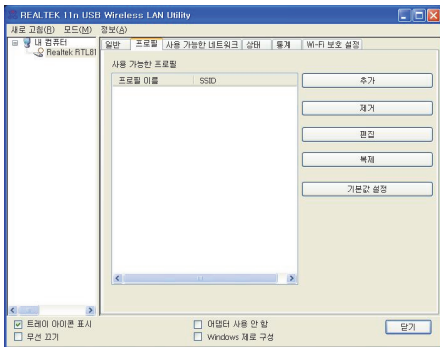 REALTEK 11n USB Wireless LAN Utility
새로 고침(R) 모드(M) 정보(A)
내 컴퓨터
Realtek RTL81
일반 프로필 사용 가능한 네트워크 상태 통계 Wi-Fi 보호 설정
사용 가능한 프로필
프로필 이름 SSID
추가
제거
편집
복제
기본값 설정
트레이 아이콘 표시
무선 끄기
어댑터 사용 안 함
Windows 제로 구성
닫기